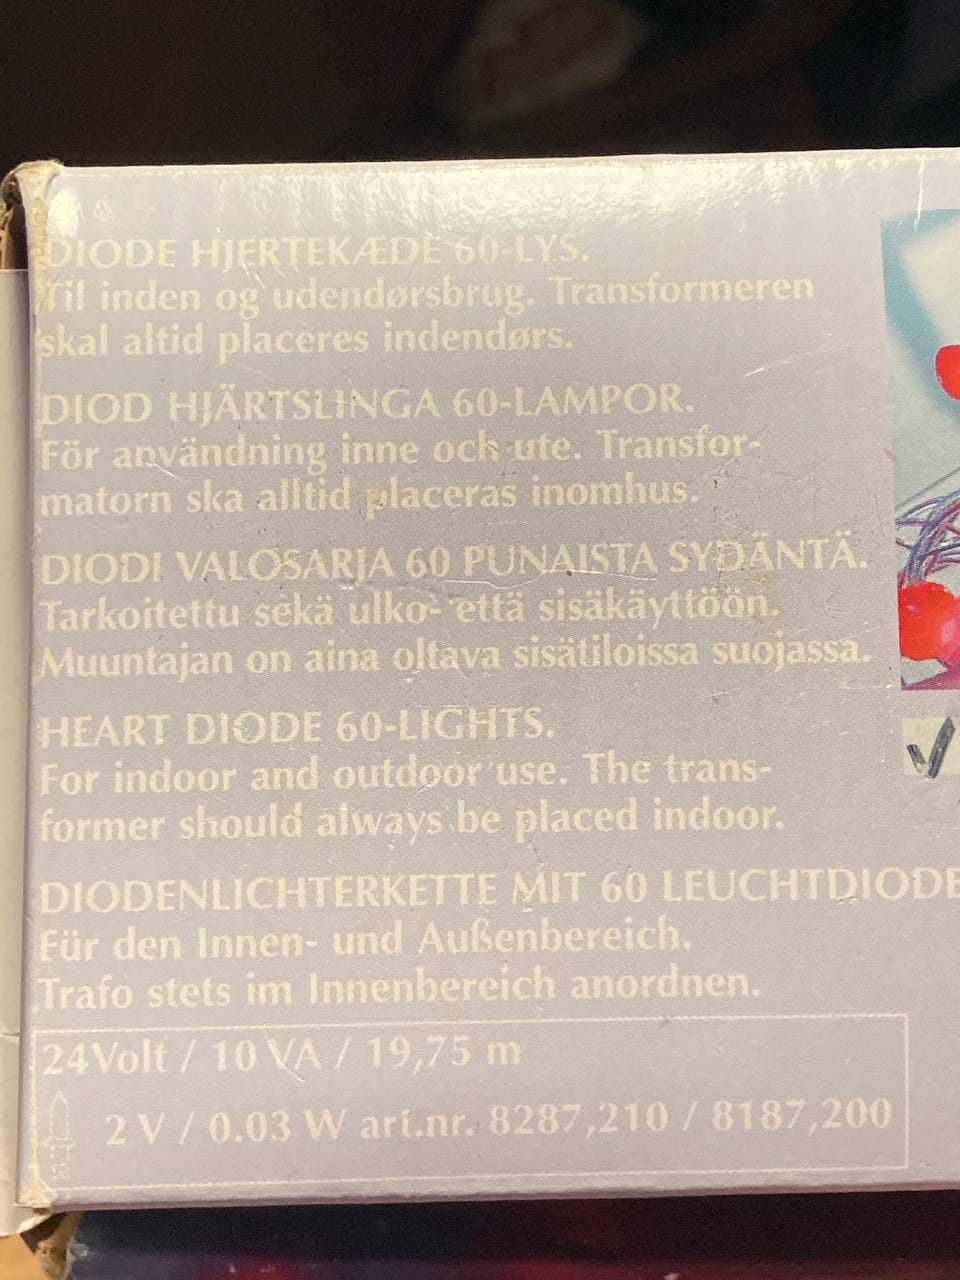 DIODE HJERTEKÆDE 60-LYS.
Til inden og udendørsbrug. Transformeren
skal altid placeres indendørs.
DIOD HJÄRTSLINGA 60-LAMPOR.
För användning inne och ute. Transfor-
matorn ska alltid placeras inomhus.
DIODI VALOSARJA 60 PUNAISTA SYDÄNTÄ.
Tarkoitettu sekä ulko- että sisäkäyttöön.
Muuntajan on aina oltava sisätiloissa suojassa.
HEART DIODE 60-LIGHTS.
For indoor and outdoor use. The trans-
former should always be placed indoor.
DIODENLICHTERKETTE MIT 60 LEUCHTDIODE
Für den Innen- und Außenbereich.
Trafo stets im Innenbereich anordnen.
24Volt / 10 VA / 19,75 m
2 V / 0.03 W art.nr. 8287,210 / 8187,200